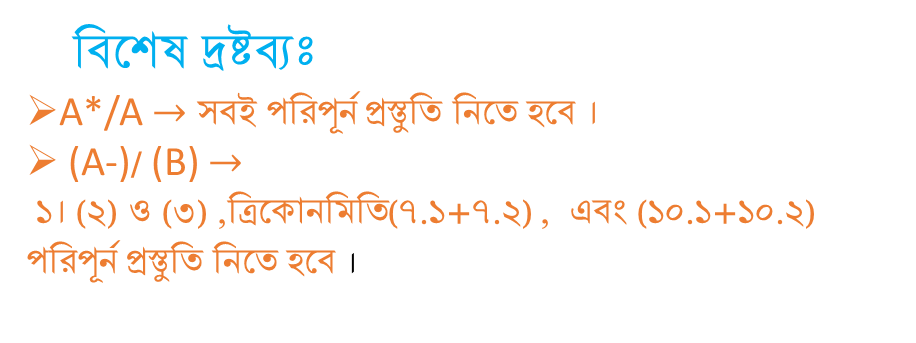 বিশেষ দ্রষ্টব্যঃ
➢A*/A → সবই পরিপূর্ন প্রস্তুতি নিতে হবে ।
➢ (A-)/ (B) →
১। (২) ও (৩) ,ত্রিকোনমিতি(৭.১+৭.২) , এবং (১০.১+১০.২)
পরিপূর্ন প্রস্তুতি নিতে হবে ।